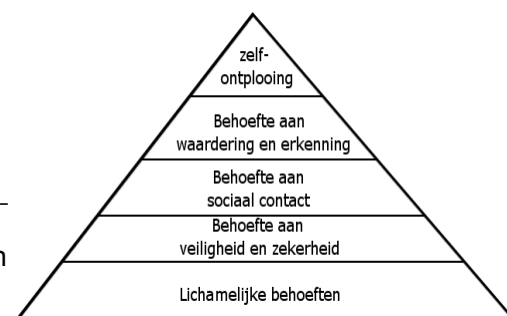 zelf-
ontplooing
Behoefte aan
waardering en erkenning
Behoefte aan
sociaal contact
Behoefte aan
veiligheid en zekerheid
Lichamelijke behoeften